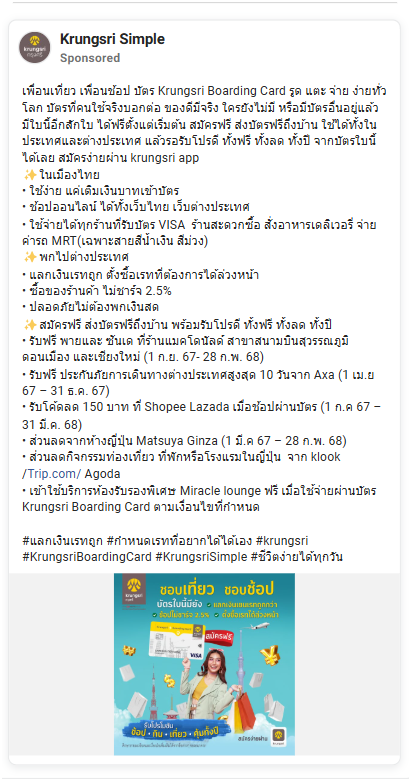 Krungsri Simple
Sponsored
เพื่อนเที่ยว เพื่อนช้อป บัตร Krungsri Boarding Card รูด แตะ จ่าย ง่ายทั่ว
โลก บัตรที่คนใช้จริงบอกต่อ ของดีมีจริง ใครยังไม่มี หรือมีบัตรอื่นอยู่แล้ว
มีใบนี้อีกสักใบ ได้ฟรีตั้งแต่เริ่มต้น สมัครฟรี ส่งบัตรฟรีถึงบ้าน ใช้ได้ทั้งใน
ประเทศและต่างประเทศ แล้วรอรับโปรดี ทั้งฟรี ทั้งลด ทั้งปี จากบัตรใบนี้
ได้เลย สมัครง่ายผ่าน krungsri app
✨ในเมืองไทย
• ใช้ง่าย แค่เติมเงินบาทเข้าบัตร
• ช้อปออนไลน์ ได้ทั้งเว็บไทย เว็บต่างประเทศ
• ใช้จ่ายได้ทุกร้านที่รับบัตร VISA ร้านสะดวกซื้อ สั่งอาหารเดลิเวอรี่ จ่าย
ค่ารถ MRT(เฉพาะสายสีน้ำเงิน สีม่วง)
✨พกไปต่างประเทศ
• แลกเงินเรทถูก ตั้งซื้อเรทที่ต้องการได้ล่วงหน้า
• ซื้อของร้านค้า ไม่ชาร์จ 2.5%
• ปลอดภัยไม่ต้องพกเงินสด
✨สมัครฟรี ส่งบัตรฟรีถึงบ้าน พร้อมรับโปรดี ทั้งฟรี ทั้งลด ทั้งปี
• รับฟรี พายและ ซันเด ที่ร้านแมคโดนัลด์ สาขาสนามบินสุวรรณภูมิ
ดอนเมือง และเชียงใหม่ (1 ก.ย. 67- 28 ก.พ. 68)
• รับฟรี ประกันภัยการเดินทางต่างประเทศสูงสุด 10 วันจาก Axa (1 เม.ย
67 – 31 ธ.ค. 67)
• รับโค้ดลด 150 บาท ที่ Shopee Lazada เมื่อช้อปผ่านบัตร (1 ก.ค 67 –
31 มี.ค. 68)
• ส่วนลดจากห้างญี่ปุ่น Matsuya Ginza (1 มี.ค 67 – 28 ก.พ. 68)
• ส่วนลดกิจกรรมท่องเที่ยว ที่พักหรือโรงแรมในญี่ปุ่น จาก klook
/Trip.com/ Agoda
• เข้าใช้บริการห้องรับรองพิเศษ Miracle lounge ฟรี เมื่อใช้จ่ายผ่านบัตร
Krungsri Boarding Card ตามเงื่อนไขที่กำหนด
#แลกเงินเรทถูก #กำหนดเรทที่อยากได้ได้เอง #krungsri
#KrungsriBoardingCard #KrungsriSimple #ชีวิตง่ายได้ทุกวัน
krungsri
กรุงศรี
ชอบเที่ยว ชอบช้อป
บัตรใบนี้มียัง
แลกเงินเรทถูกกว่า
ช้อปไม่ชาร์จ 2.5%
ตั้งซื้อเรทได้ล่วงหน้า
สมัครฟรี
VISA
รับโปรโมชัน
ช้อป • กิน • เที่ยว • คุ้มทั้งปี
สมัครง่ายผ่าน
krungsri